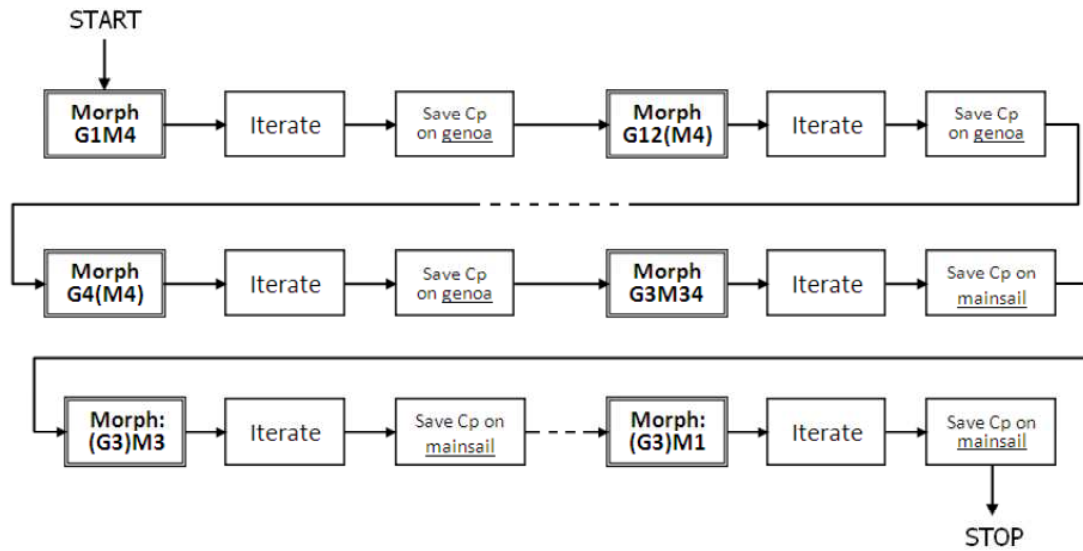 START
Morph
G1M4
Iterate
Save Cp
on genoa
Morph
G12(M4)
Iterate
Save Cp
on genoa
Morph
G4(M4)
Iterate
Save Cp
on genoa
Morph
G3M34
Iterate
Save Cp on
mainsail
Morph:
(G3)M3
Iterate
Save Cp on
mainsail
Morph:
(G3)M1
Iterate
Save Cp on
mainsail
STOP